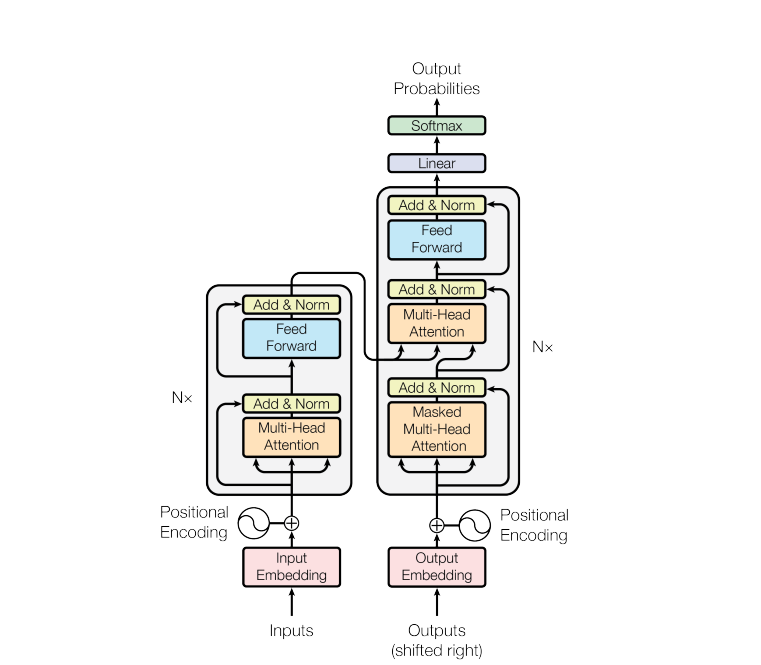 Output
Probabilities
Softmax
Linear
Add & Norm
Feed
Forward
Add & Norm
Multi-Head
Attention
Add & Norm
Masked
Multi-Head
Attention
N×
Add & Norm
Feed
Forward
Add & Norm
Multi-Head
Attention
N×
Positional
Encoding
Positional
Encoding
Input
Embedding
Output
Embedding
Inputs
Outputs
(shifted right)